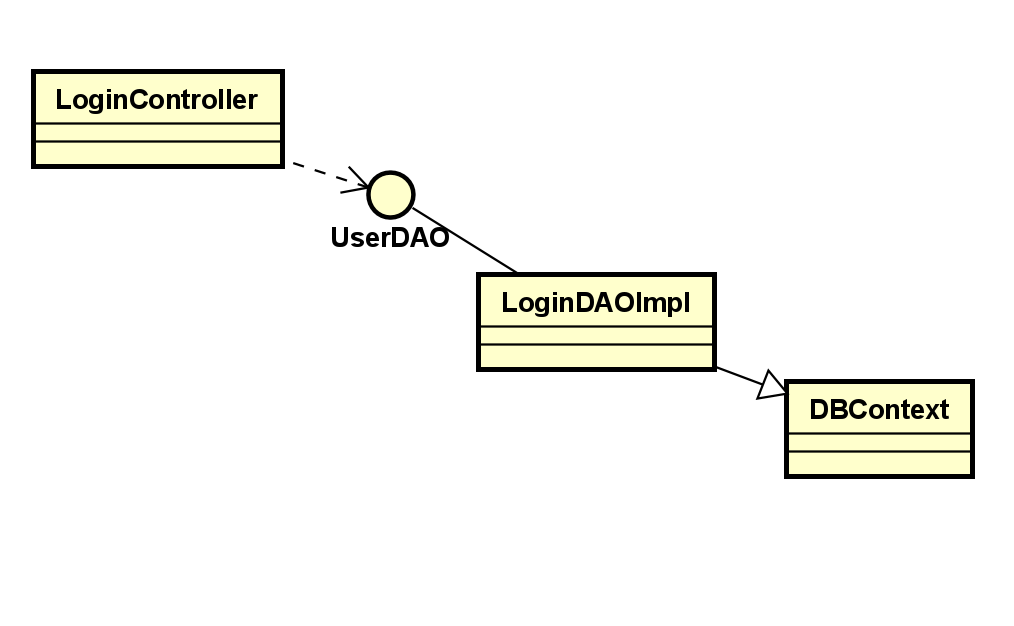 LoginController
UserDAO
LoginDAOImpl
DBContext